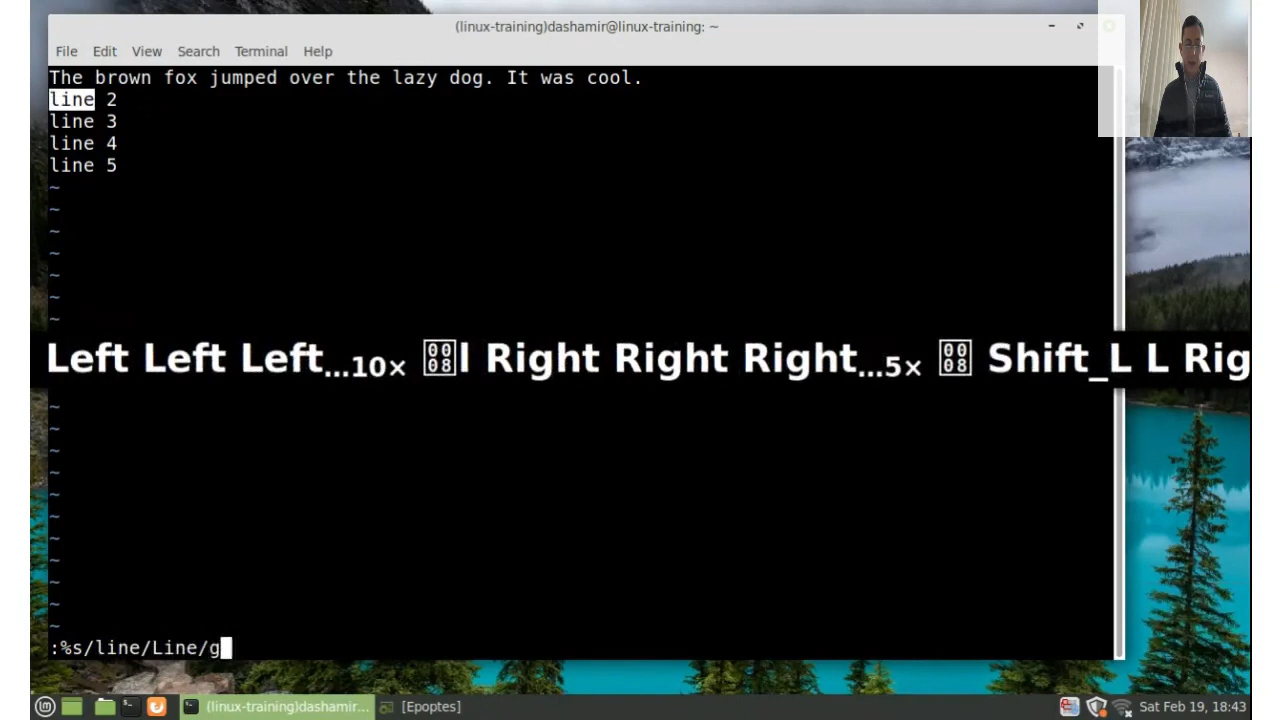 (linux-training)dashamir@linux-training: ~
File Edit View Search Terminal Help
The brown fox jumped over the lazy dog. It was cool.
line 2
line 3
line 4
line 5
~
~
~
~
~
~
~
Left Left Left...10× l Right Right Right...5× Shift_L L Rig
~
~
~
~
~
~
~
~
~
~
~
:%s/line/Line/g
(linux-training)dashamir... [Epoptes] Sat Feb 19, 18:43